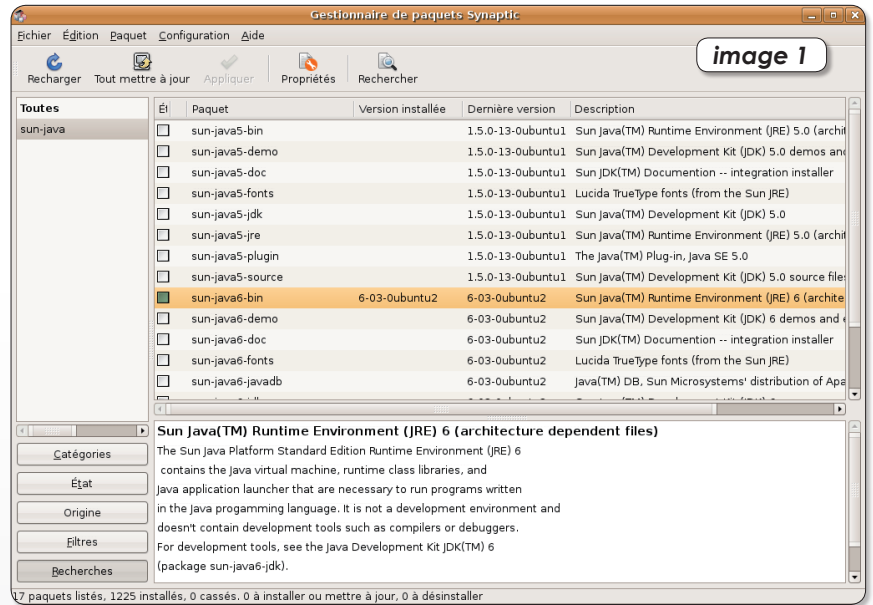 Gestionnaire de paquets Synaptic
Fichier Édition Paquet Configuration Aide
image 1
Recharger Tout mettre à jour Appliquer Propriétés Rechercher
Toutes
sun-java
Ét Paquet Version installée Dernière version Description
sun-java5-bin 1.5.0-13-0ubuntu1 Sun Java(TM) Runtime Environment (JRE) 5.0 (archit
sun-java5-demo 1.5.0-13-0ubuntu1 Sun Java(TM) Development Kit (JDK) 5.0 demos and
sun-java5-doc 1.5.0-13-0ubuntu1 Sun JDK(TM) Documention -- integration installer
sun-java5-fonts 1.5.0-13-0ubuntu1 Lucida TrueType fonts (from the Sun JRE)
sun-java5-jdk 1.5.0-13-0ubuntu1 Sun Java(TM) Development Kit (JDK) 5.0
sun-java5-jre 1.5.0-13-0ubuntu1 Sun Java(TM) Runtime Environment (JRE) 5.0 (archit
sun-java5-plugin 1.5.0-13-0ubuntu1 The Java(TM) Plug-in, Java SE 5.0
sun-java5-source 1.5.0-13-0ubuntu1 Sun Java(TM) Development Kit (JDK) 5.0 source files
sun-java6-bin 6-03-0ubuntu2 6-03-0ubuntu2 Sun Java(TM) Runtime Environment (JRE) 6 (archite
sun-java6-demo 6-03-0ubuntu2 Sun Java(TM) Development Kit (JDK) 6 demos and e
sun-java6-doc 6-03-0ubuntu2 Sun JDK(TM) Documention -- integration installer
sun-java6-fonts 6-03-0ubuntu2 Lucida TrueType fonts (from the Sun JRE)
sun-java6-javadb 6-03-0ubuntu2 Java(TM) DB, Sun Microsystems' distribution of Apa
Catégories
État
Origine
Filtres
Recherches
Sun Java(TM) Runtime Environment (JRE) 6 (architecture dependent files)
The Sun Java Platform Standard Edition Runtime Environment (JRE) 6
contains the Java virtual machine, runtime class libraries, and
Java application launcher that are necessary to run programs written
in the Java progamming language. It is not a development environment and
doesn't contain development tools such as compilers or debuggers.
For development tools, see the Java Development Kit JDK(TM) 6
(package sun-java6-jdk).
17 paquets listés, 1225 installés, 0 cassés. 0 à installer ou mettre à jour, 0 à désinstaller